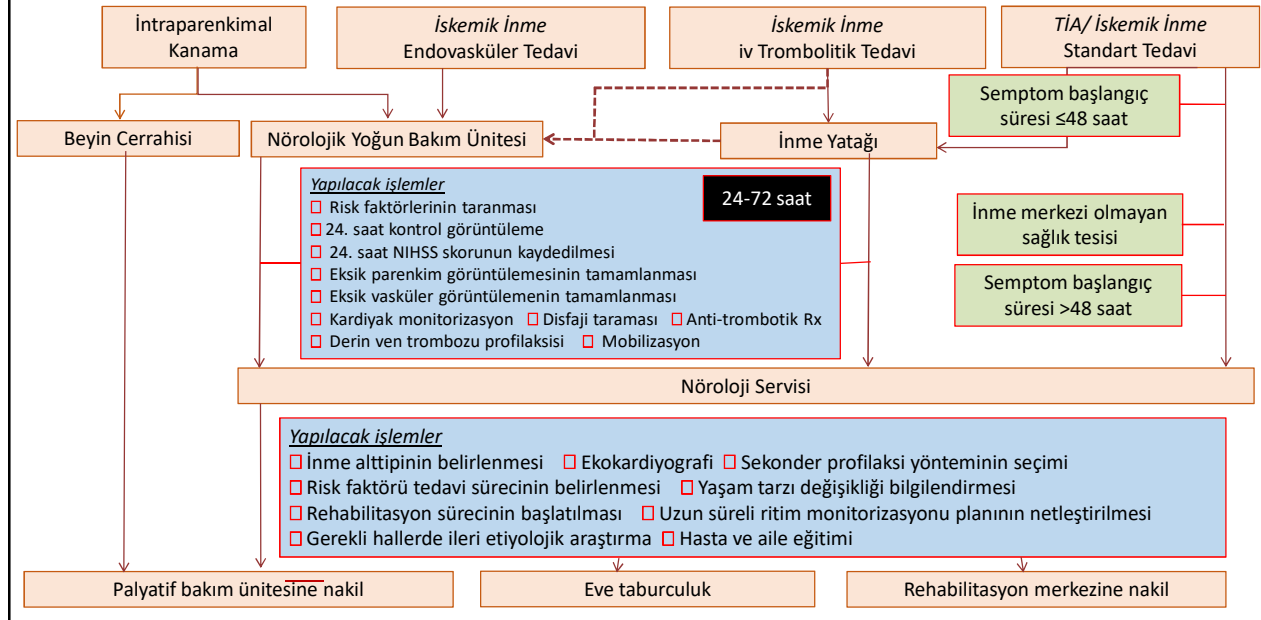 İntraparenkimal
Kanama
İskemik İnme
Endovasküler Tedavi
İskemik İnme
iv Trombolitik Tedavi
TİA/ İskemik İnme
Standart Tedavi
Semptom başlangıç
süresi ≤48 saat
Beyin Cerrahisi
Nörolojik Yoğun Bakım Ünitesi
İnme Yatağı
Yapılacak işlemler
24-72 saat
☐ Risk faktörlerinin taranması
☐ 24. saat kontrol görüntüleme
☐ 24. saat NIHSS skorunun kaydedilmesi
☐ Eksik parenkim görüntülemesinin tamamlanması
☐ Eksik vasküler görüntülemenin tamamlanması
☐ Kardiyak monitorizasyon ☐ Disfaji taraması ☐ Anti-trombotik Rx
☐ Derin ven trombozu profilaksisi ☐ Mobilizasyon
İnme merkezi olmayan
sağlık tesisi
Semptom başlangıç
süresi >48 saat
Nöroloji Servisi
Yapılacak işlemler
☐ İnme alttipinin belirlenmesi ☐ Ekokardiyografi ☐ Sekonder profilaksi yönteminin seçimi
☐ Risk faktörü tedavi sürecinin belirlenmesi ☐ Yaşam tarzı değişikliği bilgilendirmesi
☐ Rehabilitasyon sürecinin başlatılması ☐ Uzun süreli ritim monitorizasyonu planının netleştirilmesi
☐ Gerekli hallerde ileri etiyolojik araştırma ☐ Hasta ve aile eğitimi
Palyatif bakım ünitesine nakil
Eve taburculuk
Rehabilitasyon merkezine nakil